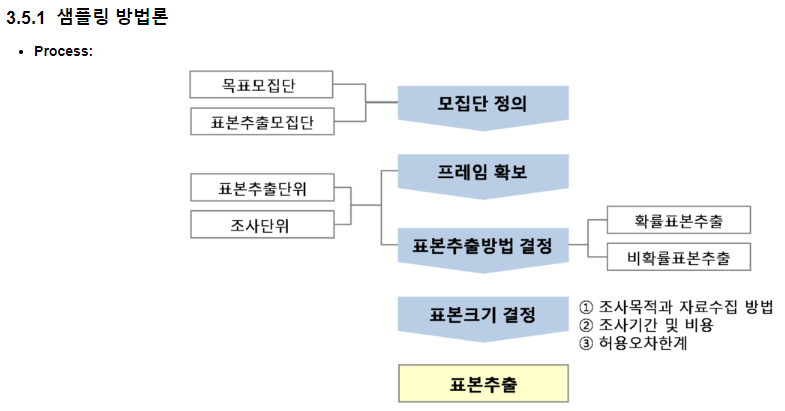 3.5.1 샘플링 방법론
• Process:
목표모집단
표본추출모집단
모집단 정의
프레임 확보
표본추출단위
조사단위
표본추출방법 결정
확률표본추출
비확률표본추출
표본크기 결정
① 조사목적과 자료수집 방법
② 조사기간 및 비용
③ 허용오차한계
표본추출